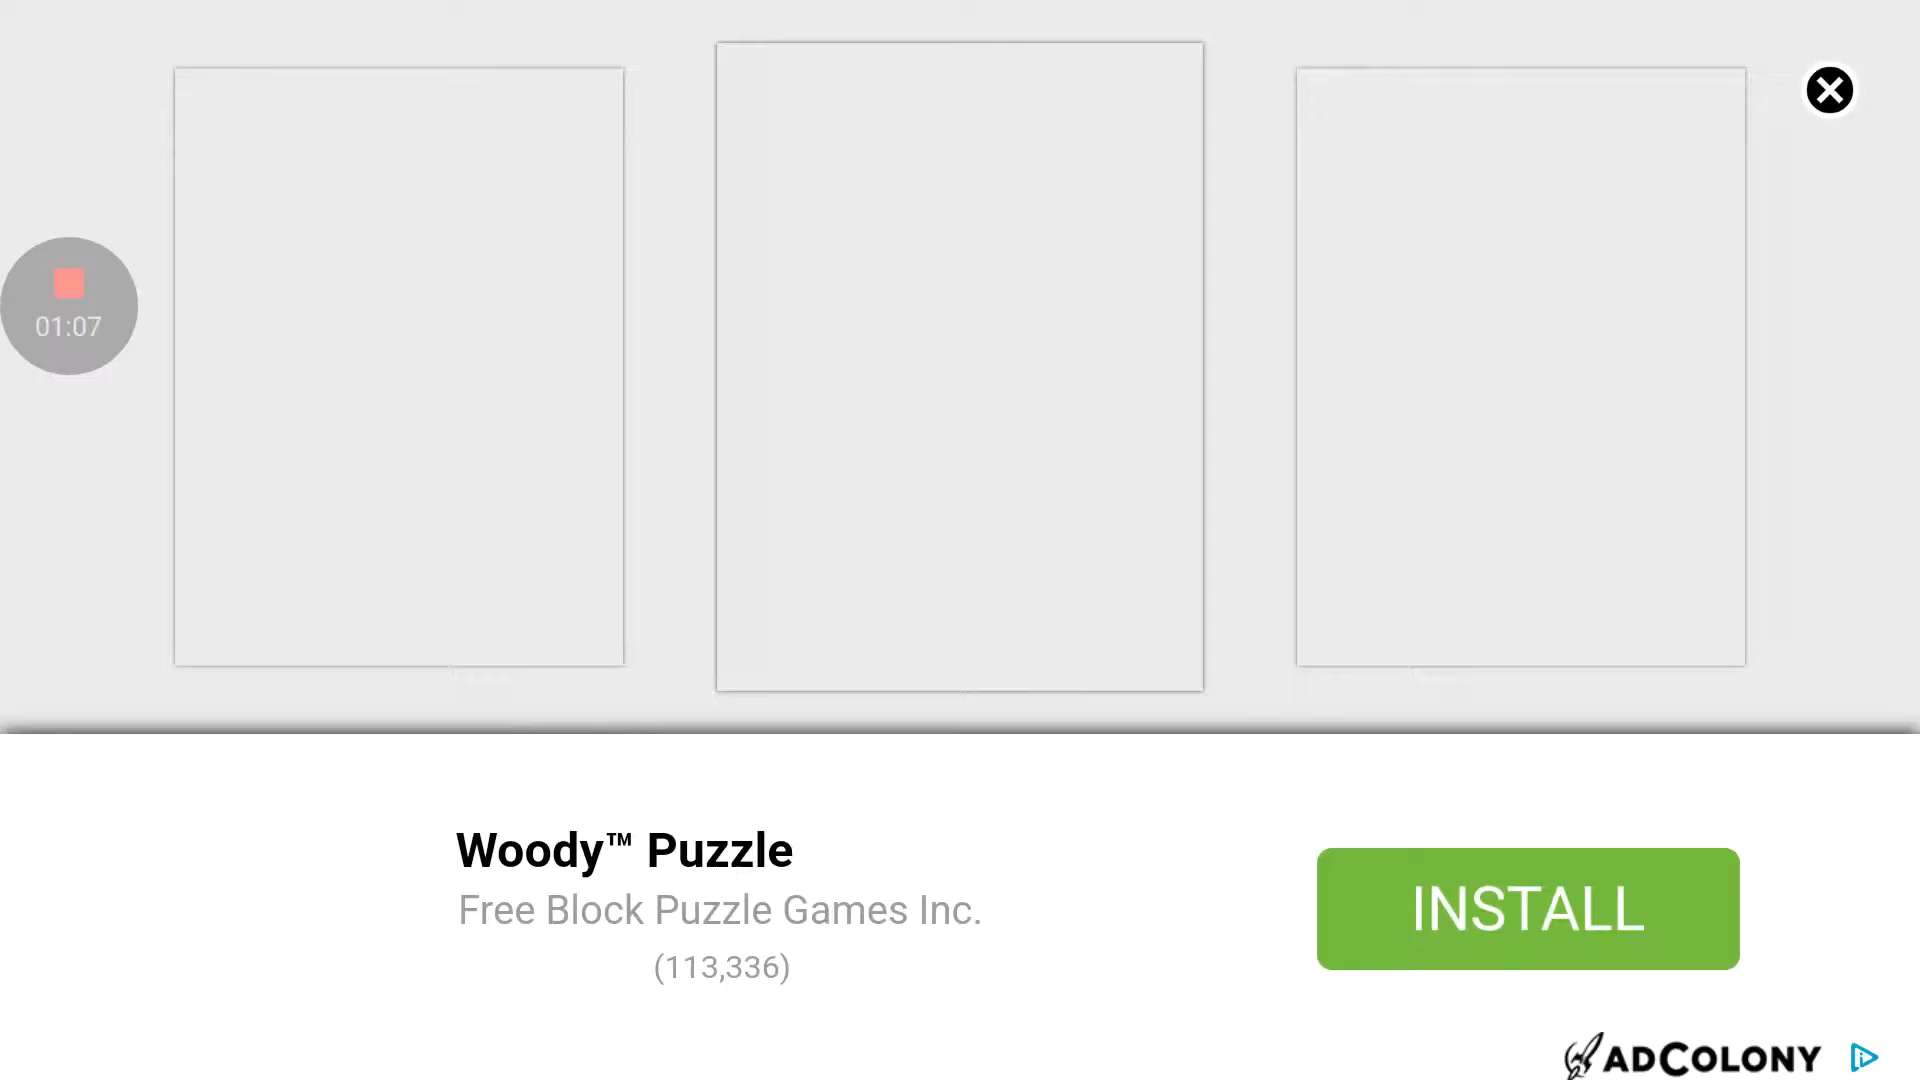 01:07
Woody™ Puzzle
Free Block Puzzle Games Inc.
(113,336)
INSTALL
ADCOLONY